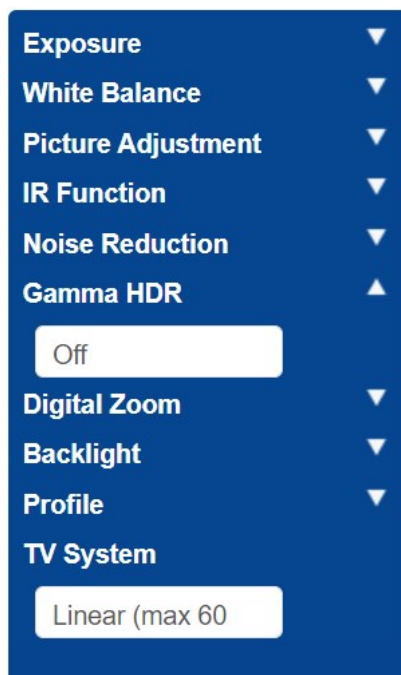 Exposure
White Balance
Picture Adjustment
IR Function
Noise Reduction
Gamma HDR
Off
Digital Zoom
Backlight
Profile
TV System
Linear (max 60